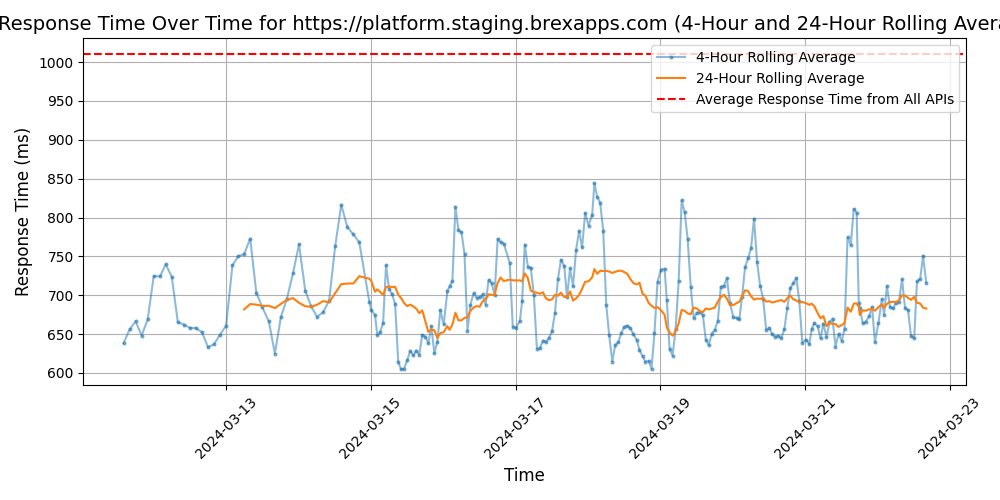 Response Time Over Time for https://platform.staging.brexapps.com (4-Hour and 24-Hour Rolling Avera
4-Hour Rolling Average
24-Hour Rolling Average
Average Response Time from All APIs
Response Time (ms)
1000
950
900
850
800
750
700
650
600
2024-03-13
2024-03-15
2024-03-17
2024-03-19
2024-03-21
2024-03-23
Time